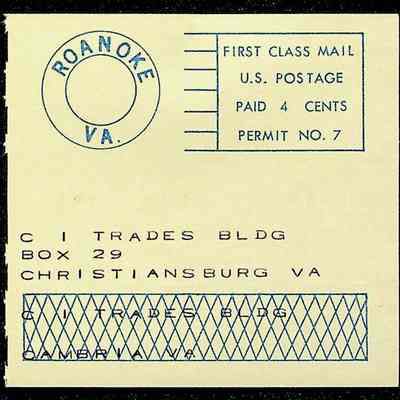 ROANOKE
VA.
FIRST CLASS MAIL
U.S. POSTAGE
PAID 4 CENTS
PERMIT NO. 7
C I TRADES BLDG
BOX 29
CHRISTIANSBURG VA
C I TRADES BLDG
CAMBRIA VA